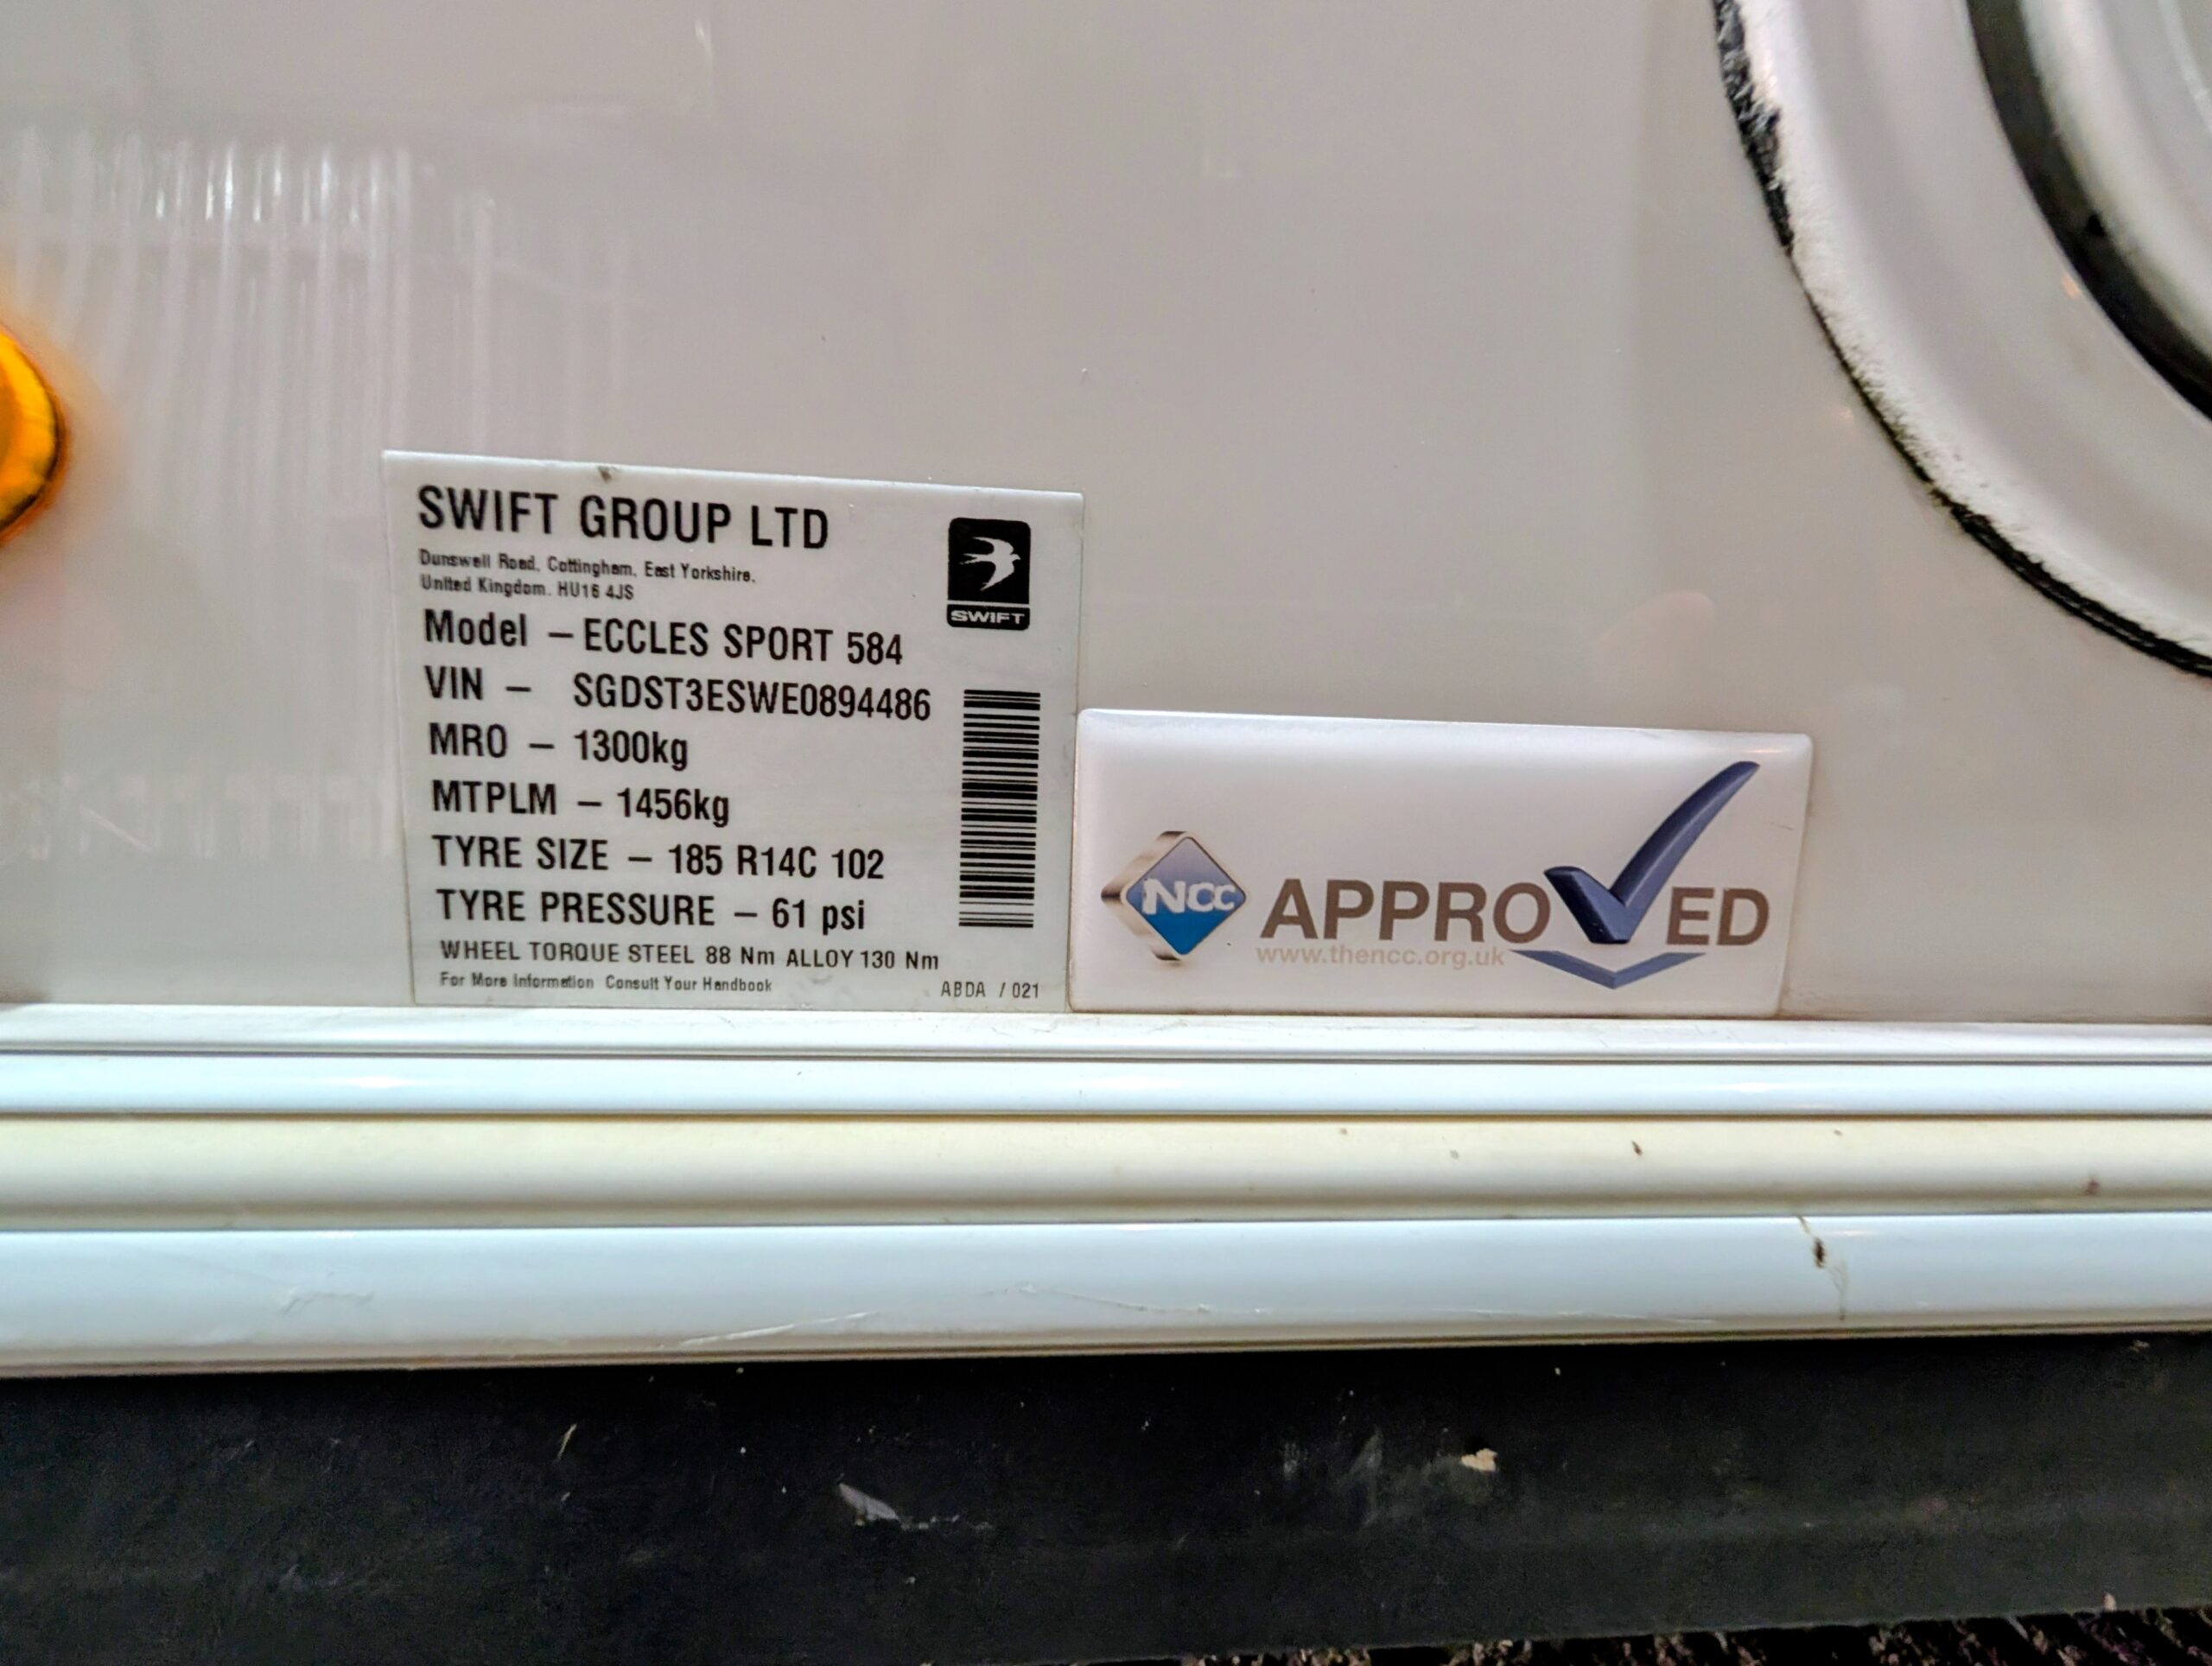 SWIFT GROUP LTD
Dunswell Road, Cottingham, East Yorkshire.
United Kingdom. HU16 4JS
SWIFT
Model – ECCLES SPORT 584
VIN – SGDST3ESWE0894486
MRO – 1300kg
MTPLM – 1456kg
TYRE SIZE – 185 R14C 102
TYRE PRESSURE – 61 psi
WHEEL TORQUE STEEL 88 Nm ALLOY 130 Nm
For More Information Consult Your Handbook
ABDA / 021
NCC APPROVED
www.thencc.org.uk